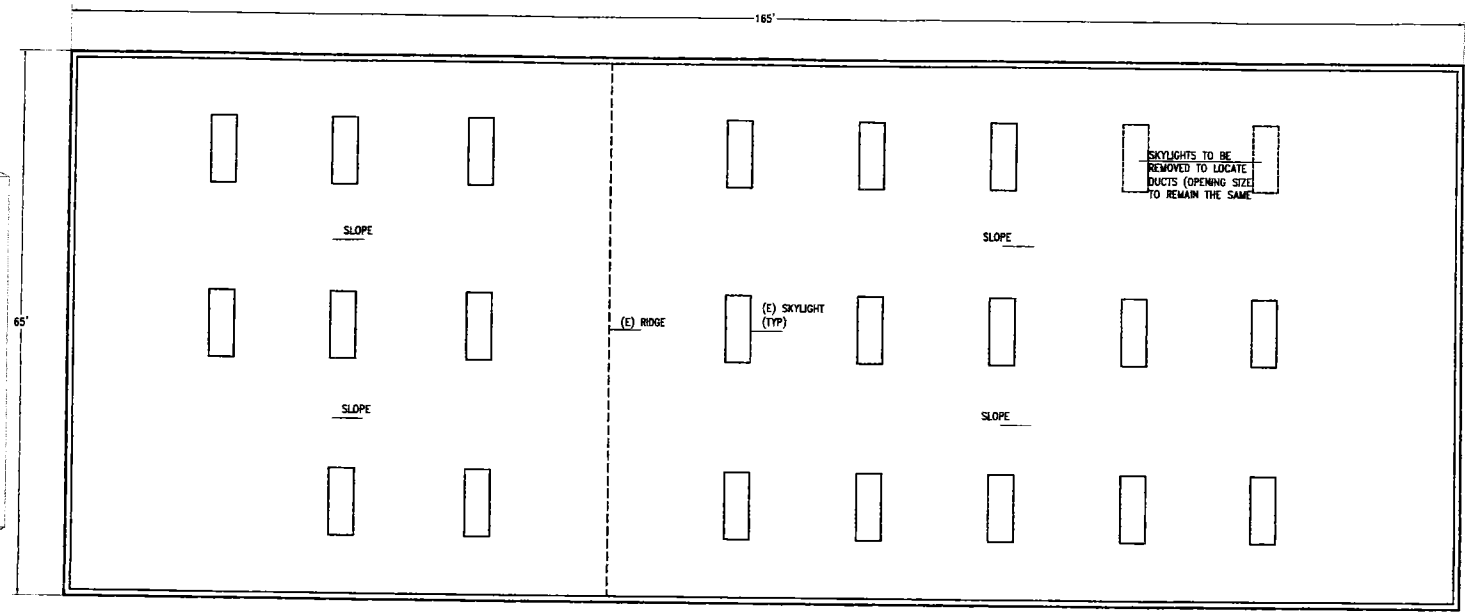 165'
SKYLIGHTS TO BE
REMOVED TO LOCATE
DUCTS (OPENING SIZE
TO REMAIN THE SAME
SLOPE
SLOPE
65'
(E) RIDGE
(E) SKYLIGHT
(TYP)
SLOPE
SLOPE